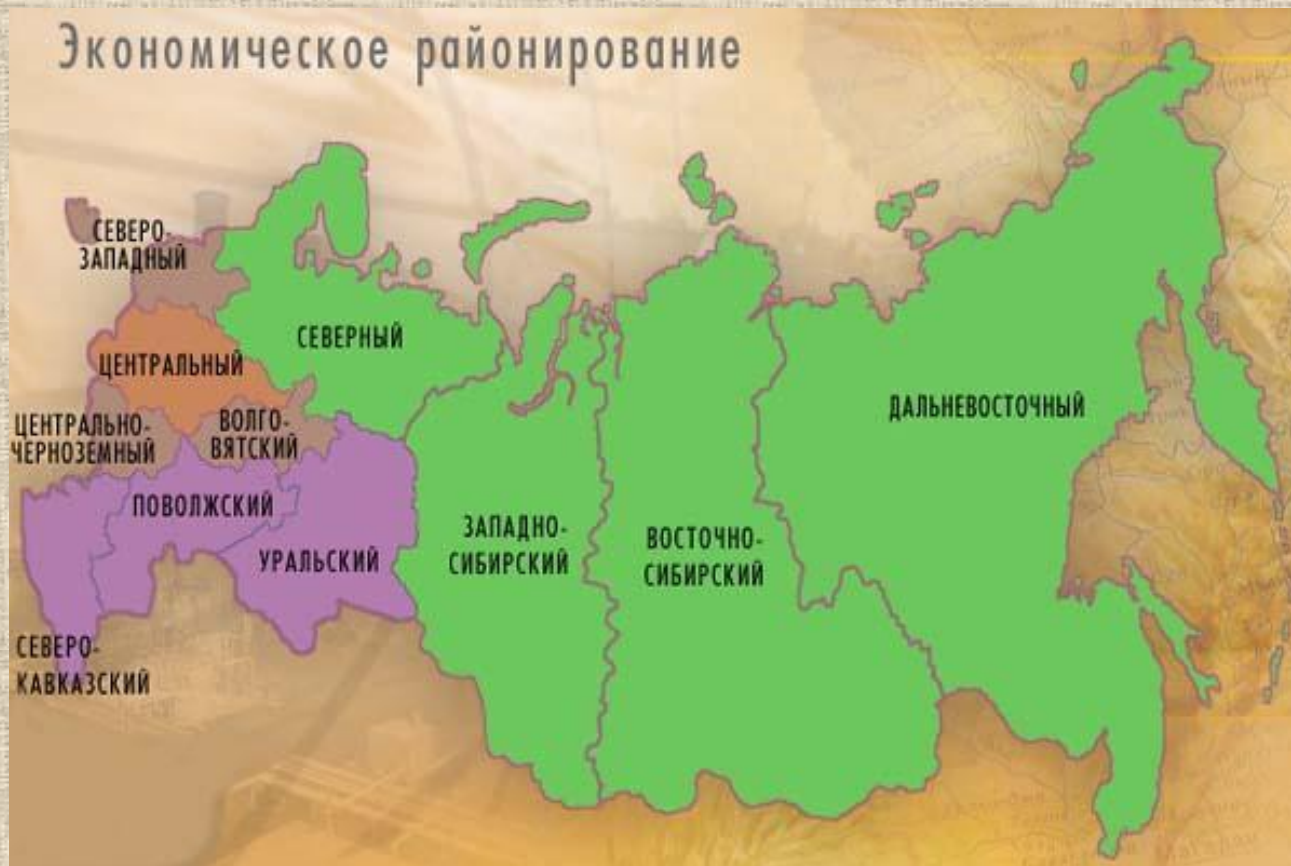 Экономическое районирование
СЕВЕРО-
ЗАПАДНЫЙ
СЕВЕРНЫЙ
ЦЕНТРАЛЬНЫЙ
ЦЕНТРАЛЬНО-
ЧЕРНОЗЕМНЫЙ
ВОЛГО-
ВЯТСКИЙ
ДАЛЬНЕВОСТОЧНЫЙ
ПОВОЛЖСКИЙ
УРАЛЬСКИЙ
ЗАПАДНО-
СИБИРСКИЙ
ВОСТОЧНО-
СИБИРСКИЙ
СЕВЕРО-
КАВКАЗСКИЙ